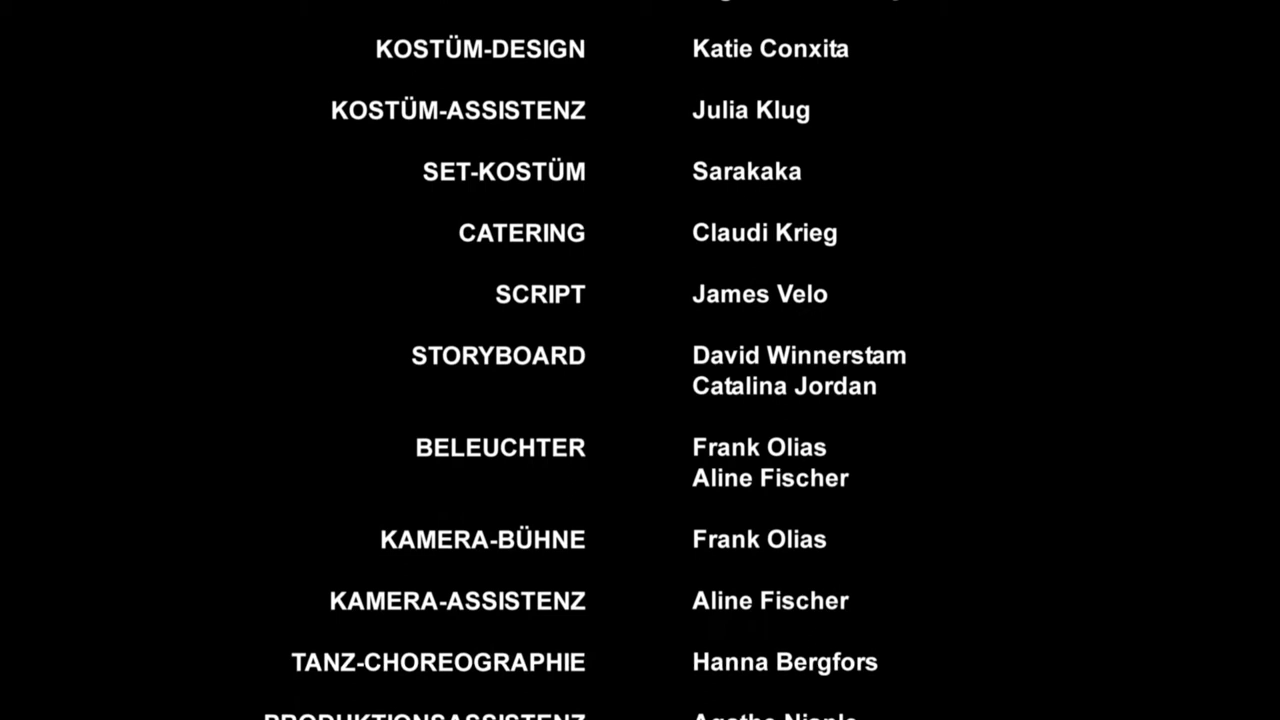 KOSTÜM-DESIGN Katie Conxita
KOSTÜM-ASSISTENZ Julia Klug
SET-KOSTÜM Sarakaka
CATERING Claudi Krieg
SCRIPT James Velo
STORYBOARD David Winnerstam
Catalina Jordan
BELEUCHTER Frank Olias
Aline Fischer
KAMERA-BÜHNE Frank Olias
KAMERA-ASSISTENZ Aline Fischer
TANZ-CHOREOGRAPHIE Hanna Bergfors
PRODUKTIONSASSISTENZ Agathe